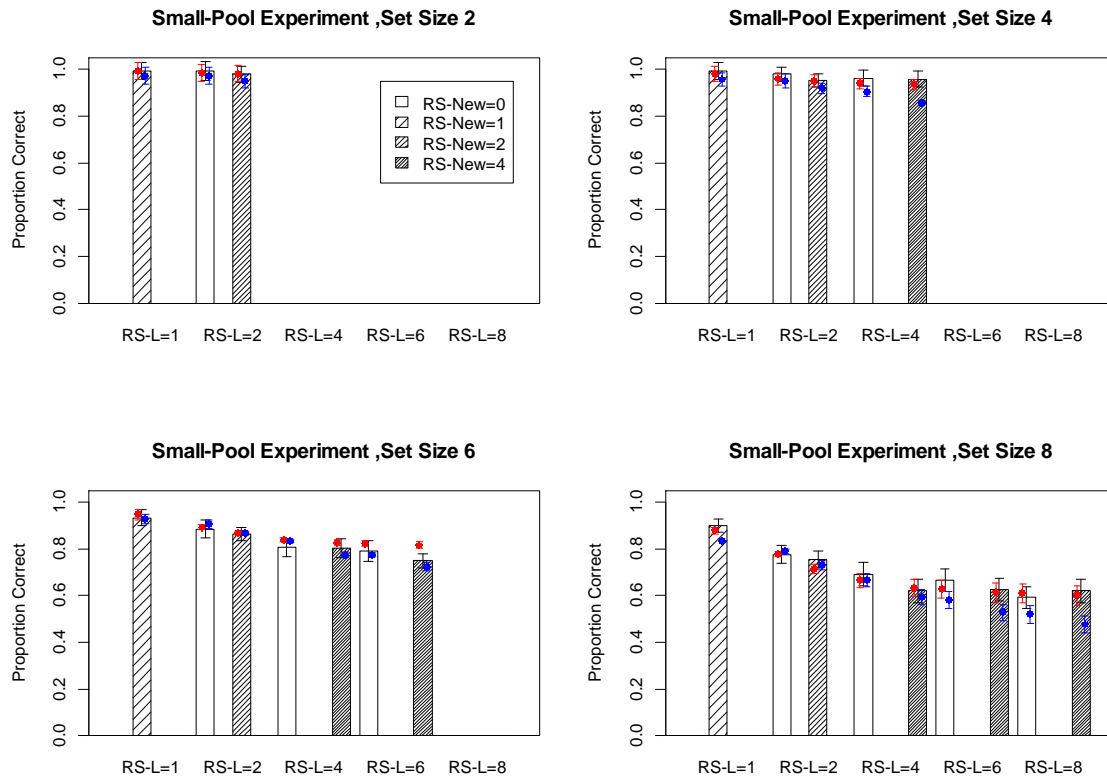 Small-Pool Experiment ,Set Size 2
Proportion Correct
0.0 0.2 0.4 0.6 0.8 1.0
RS-New=0
RS-New=1
RS-New=2
RS-New=4
RS-L=1 RS-L=2 RS-L=4 RS-L=6 RS-L=8
Small-Pool Experiment ,Set Size 4
Proportion Correct
0.0 0.2 0.4 0.6 0.8 1.0
RS-L=1 RS-L=2 RS-L=4 RS-L=6 RS-L=8
Small-Pool Experiment ,Set Size 6
Proportion Correct
0.0 0.2 0.4 0.6 0.8 1.0
RS-L=1 RS-L=2 RS-L=4 RS-L=6 RS-L=8
Small-Pool Experiment ,Set Size 8
Proportion Correct
0.0 0.2 0.4 0.6 0.8 1.0
RS-L=1 RS-L=2 RS-L=4 RS-L=6 RS-L=8